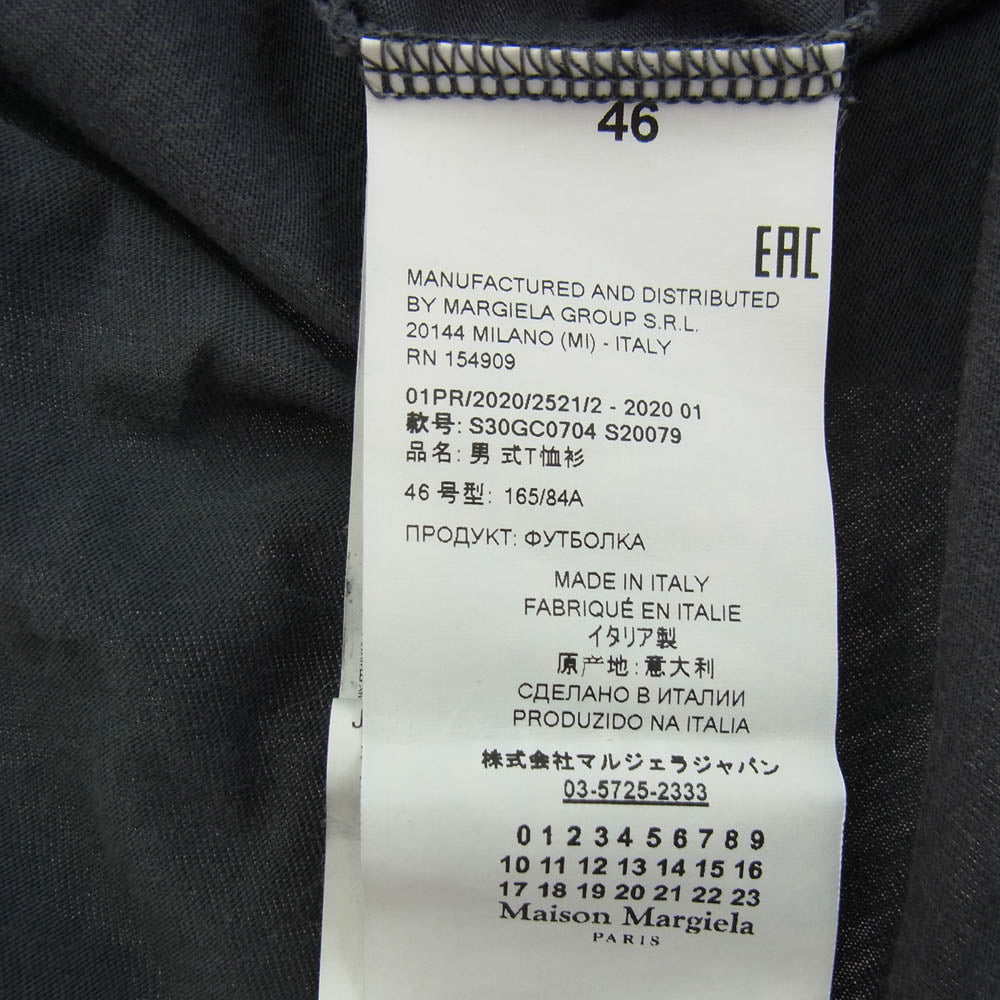 46
EAC
MANUFACTURED AND DISTRIBUTED
BY MARGIELA GROUP S.R.L.
20144 MILANO (MI) - ITALY
RN 154909
01PR/2020/2521/2 - 2020 01
款号: S30GC0704 S20079
品名: 男 式T恤衫
46 号型: 165/84A
ПРОДУКТ: ФУТБОЛКА
MADE IN ITALY
FABRIQUÉ EN ITALIE
イタリア製
原产地:意大利
СДЕЛАНО В ИТАЛИИ
PRODUZIDO NA ITALIA
株式会社マルジェラジャパン
03-5725-2333
0 1 2 3 4 5 6 7 8 9
10 11 12 13 14 15 16
17 18 19 20 21 22 23
Maison Margiela
PARIS